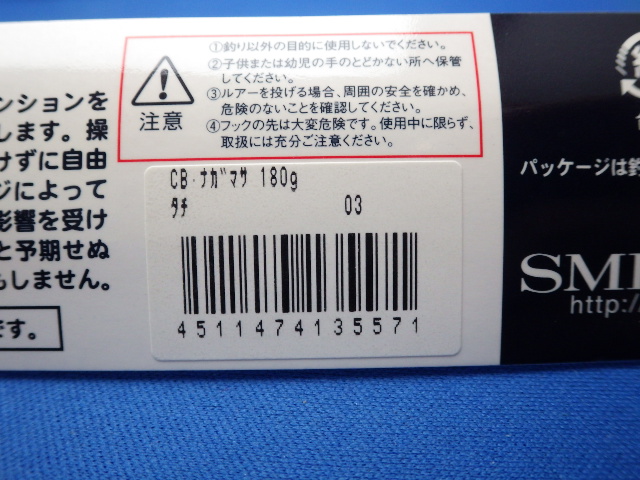 ンションを
します。操
けずに自由
ジによって
影響を受け
と予期せぬ
もしません。
です。
注意
①釣り以外の目的に使用しないでください。
②子供または幼児の手のとどかない所へ保管
してください。
③ルアーを投げる場合、周囲の安全を確かめ、
危険のないことを確認してください。
④フックの先は大変危険です。使用中に限らず、
取扱には充分ご注意ください。
CB・ナガマサ 180g
タチ 03
4511474135571
パッケージは
SMI
http:/